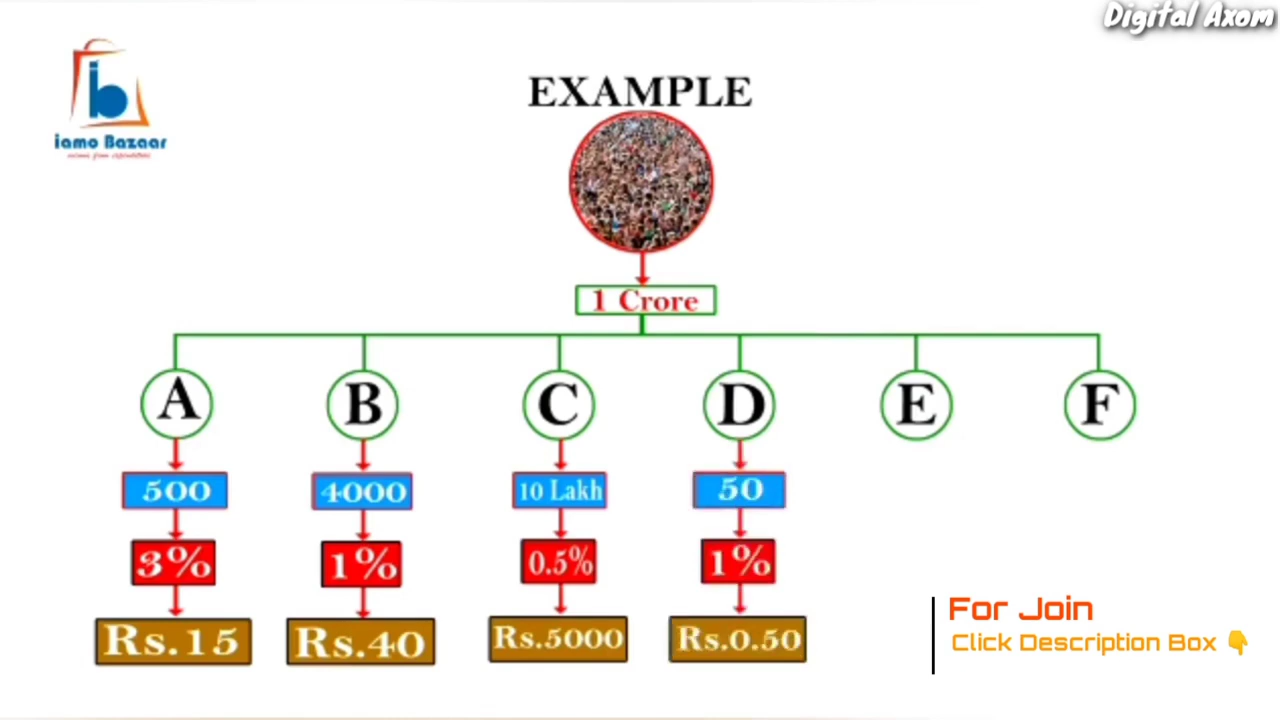 Digital Axom
iamo Bazaar
EXAMPLE
1 Crore
A B C D E F
500 4000 10 Lakh 50
3% 1% 0.5% 1%
Rs.15 Rs.40 Rs.5000 Rs.0.50
For Join
Click Description Box 👇